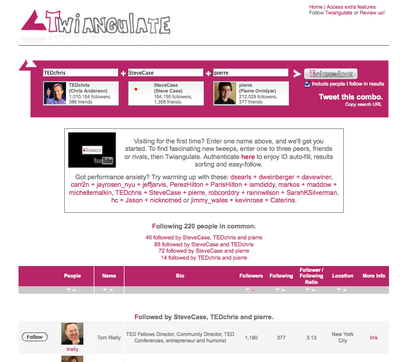 TWIANGULATE
Home | Access extra features
Follow Twiangulate or Review us!
TEDchris + SteveCase + pierre
TEDchris
(Chris Anderson)
1,010,184 followers,
386 friends
SteveCase
(Steve Case)
164,155 followers,
1,358 friends
pierre
(Pierre Omidyar)
212,029 followers,
377 friends
Twiangulate
Include people I follow in results
Tweet this combo.
Copy search URL
YouTube
Visiting for the first time? Enter one name above, and we'll get you
started. To find fascinating new tweeps, enter one to three peers, friends
or rivals, then Twiangulate. Authenticate here to enjoy ID auto-fill, results
sorting and easy-follow.
Got performance anxiety? Try warming up with these: dsearls + dweinberger + davewiner,
carr2n + jayrosen_nyu + jeffjarvis, PerezHilton + ParisHilton + iamdiddy, markos + maddow +
michellemalkin, TEDchris + SteveCase + pierre, robcorddry + rainnwilson + SarahKSilverman,
hc + Jason + nicknotned or jimmy_wales + kevinrose + Caterina.
Following 220 people in common.
46 followed by SteveCase, TEDchris and pierre
88 followed by SteveCase and TEDchris
72 followed by SteveCase and pierre
14 followed by TEDchris and pierre
People Name Bio Followers Following Follower / Following Ratio Location More Info
Followed by SteveCase, TEDchris and pierre.
Follow
trielly
Tom Rielly
TED Fellows Director, Community Director, TED
Conferences, entrepreneur and humorist
1,180
377
3.13
New York
City
link